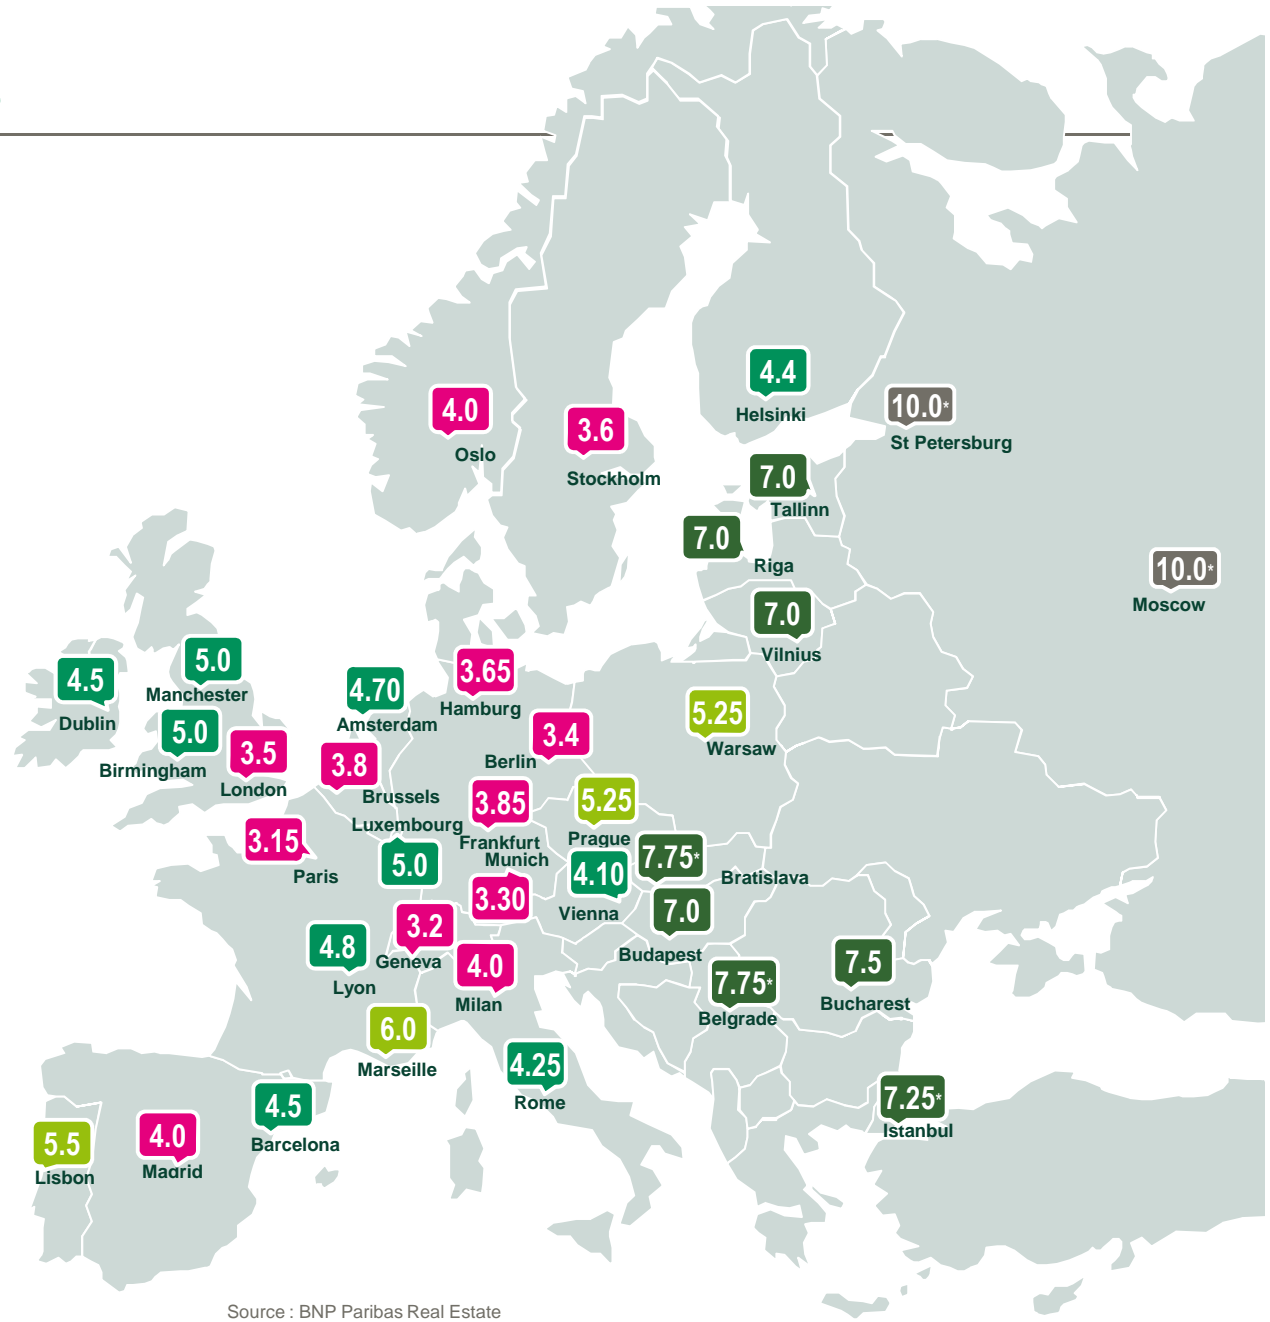 4.4
Helsinki
10.0*
St Petersburg
4.0
Oslo
3.6
Stockholm
7.0
Tallinn
7.0
Riga
10.0*
Moscow
7.0
Vilnius
5.0
Manchester
4.5
Dublin
3.65
Hamburg
4.70
Amsterdam
5.25
Warsaw
5.0
Birmingham
3.4
Berlin
3.5
London
3.8
Brussels
3.85
Frankfurt
5.25
Prague
Luxembourg
5.0
3.15
Paris
Munich
3.30
4.10
Vienna
7.75*
Bratislava
7.0
Budapest
3.2
Geneva
4.8
Lyon
4.0
Milan
7.5
Bucharest
7.75*
Belgrade
6.0
Marseille
4.25
Rome
4.5
Barcelona
7.25*
Istanbul
4.0
Madrid
5.5
Lisbon
Source : BNP Paribas Real Estate